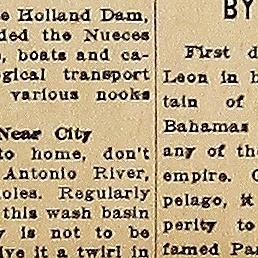 e Holland Dam,
ded the Nueces
, boats and ca-
gical transport
various nooks
Near City
to home, don't
Antonio River,
oles. Regularly
this wash basin
y is not to be
ive it a twirl in
BY
First d
Leon in h
tain of
Bahamas
any of the
empire. C
pelago, it
perity to
famed Pa